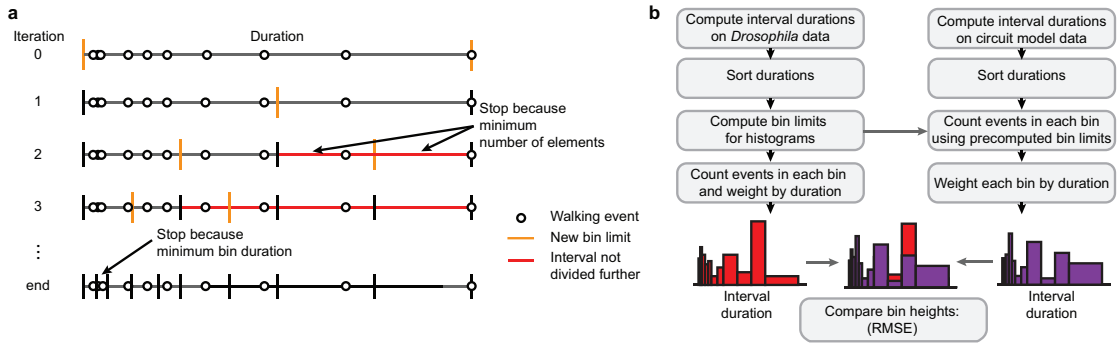 a
Iteration
Duration
0
1
Stop because
minimum
number of elements
2
3
Stop because
minimum bin duration
Walking event
New bin limit
Interval not
divided further
⋮
end
b
Compute interval durations
on Drosophila data
Sort durations
Compute bin limits
for histograms
Count events in each bin
and weight by duration
Compute interval durations
on circuit model data
Sort durations
Count events in each bin
using precomputed bin limits
Weight each bin by duration
Interval
duration
Interval
duration
Compare bin heights:
(RMSE)